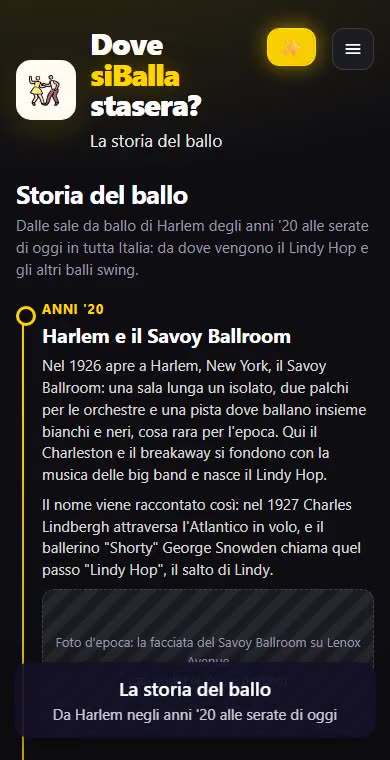 Dove
siBalla
stasera?
La storia del ballo
Storia del ballo
Dalle sale da ballo di Harlem degli anni '20 alle serate
di oggi in tutta Italia: da dove vengono il Lindy Hop e
gli altri balli swing.
ANNI '20
Harlem e il Savoy Ballroom
Nel 1926 apre a Harlem, New York, il Savoy
Ballroom: una sala lunga un isolato, due palchi
per le orchestre e una pista dove ballano insieme
bianchi e neri, cosa rara per l'epoca. Qui il
Charleston e il breakaway si fondono con la
musica delle big band e nasce il Lindy Hop.
Il nome viene raccontato così: nel 1927 Charles
Lindbergh attraversa l'Atlantico in volo, e il
ballerino "Shorty" George Snowden chiama quel
passo "Lindy Hop", il salto di Lindy.
Foto d'epoca: la facciata del Savoy Ballroom su Lenox
Avenue
La storia del ballo
Da Harlem negli anni '20 alle serate di oggi